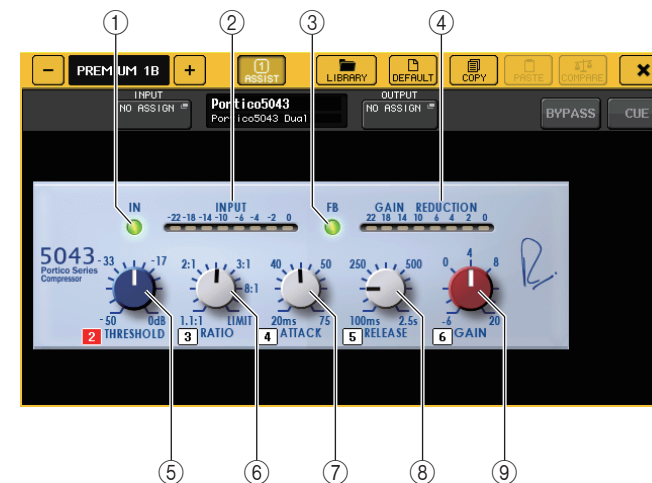 ① ② ③ ④
− PREMIUM 1B + 1 ASSIST LIBRARY DEFAULT COPY PASTE COMPARE ×
INPUT
NO ASSIGN
Portico5043
Portico5043 Dual
OUTPUT
NO ASSIGN
BYPASS CUE
IN INPUT FB GAIN REDUCTION
-22 -18 -14 -10 -6 -4 -2 0
22 18 14 10 6 4 2 0
5043
Portico Series
Compressor
-33 -17
-50 0dB
2 THRESHOLD
2:1 3:1
8:1
1.1:1 LIMIT
3 RATIO
40 50
20ms 75
4 ATTACK
250 500
100ms 2.5s
5 RELEASE
0 4 8
-6 20
6 GAIN
⑤ ⑥ ⑦ ⑧ ⑨